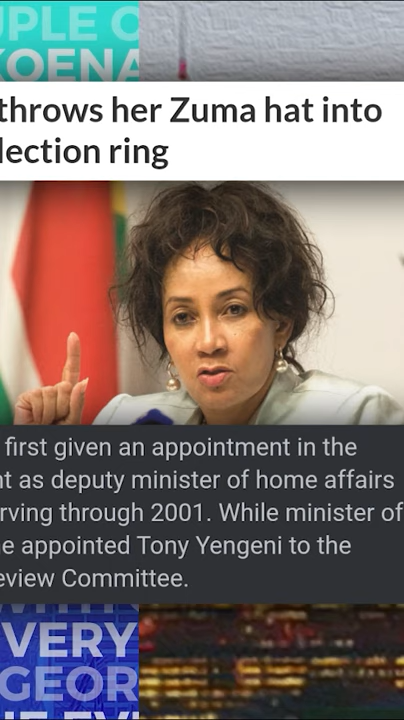 UPLE O
KOENA
throws her Zuma hat into
lection ring
first given an appointment in the
nt as deputy minister of home affairs
rving through 2001. While minister of
e appointed Tony Yengeni to the
eview Committee.
VERY
GEOR